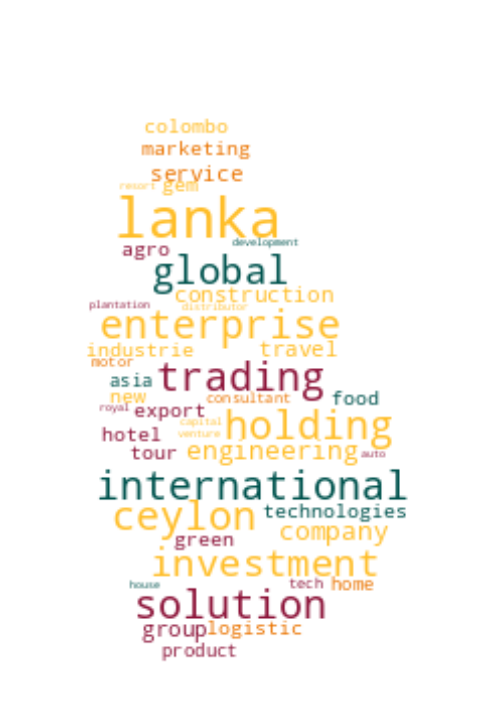 colombo
marketing
service
resort gem
lanka
agro development
global
construction
plantation distributor
enterprise
industrie travel
motor
asia trading
new consultant food
royal export
capital holding
hotel venture
tour engineering auto
international
ceylon technologies
company
green
investment
house tech home
solution
group logistic
product